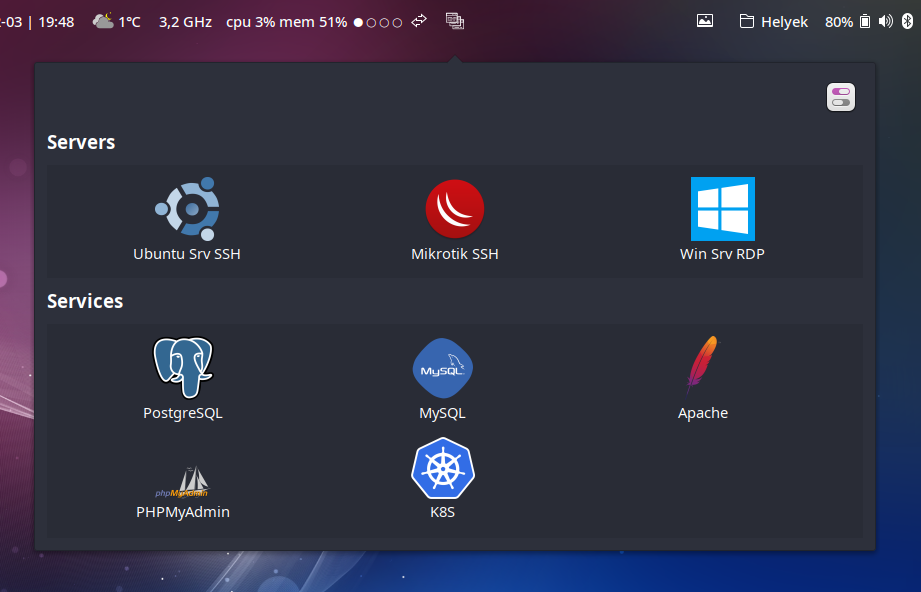 -03 | 19:48 1°C 3,2 GHz cpu 3% mem 51% Helyek 80%
Servers
Ubuntu Srv SSH Mikrotik SSH Win Srv RDP
Services
MySQL
PostgreSQL MySQL Apache
phpMyAdmin
PHPMyAdmin K8S